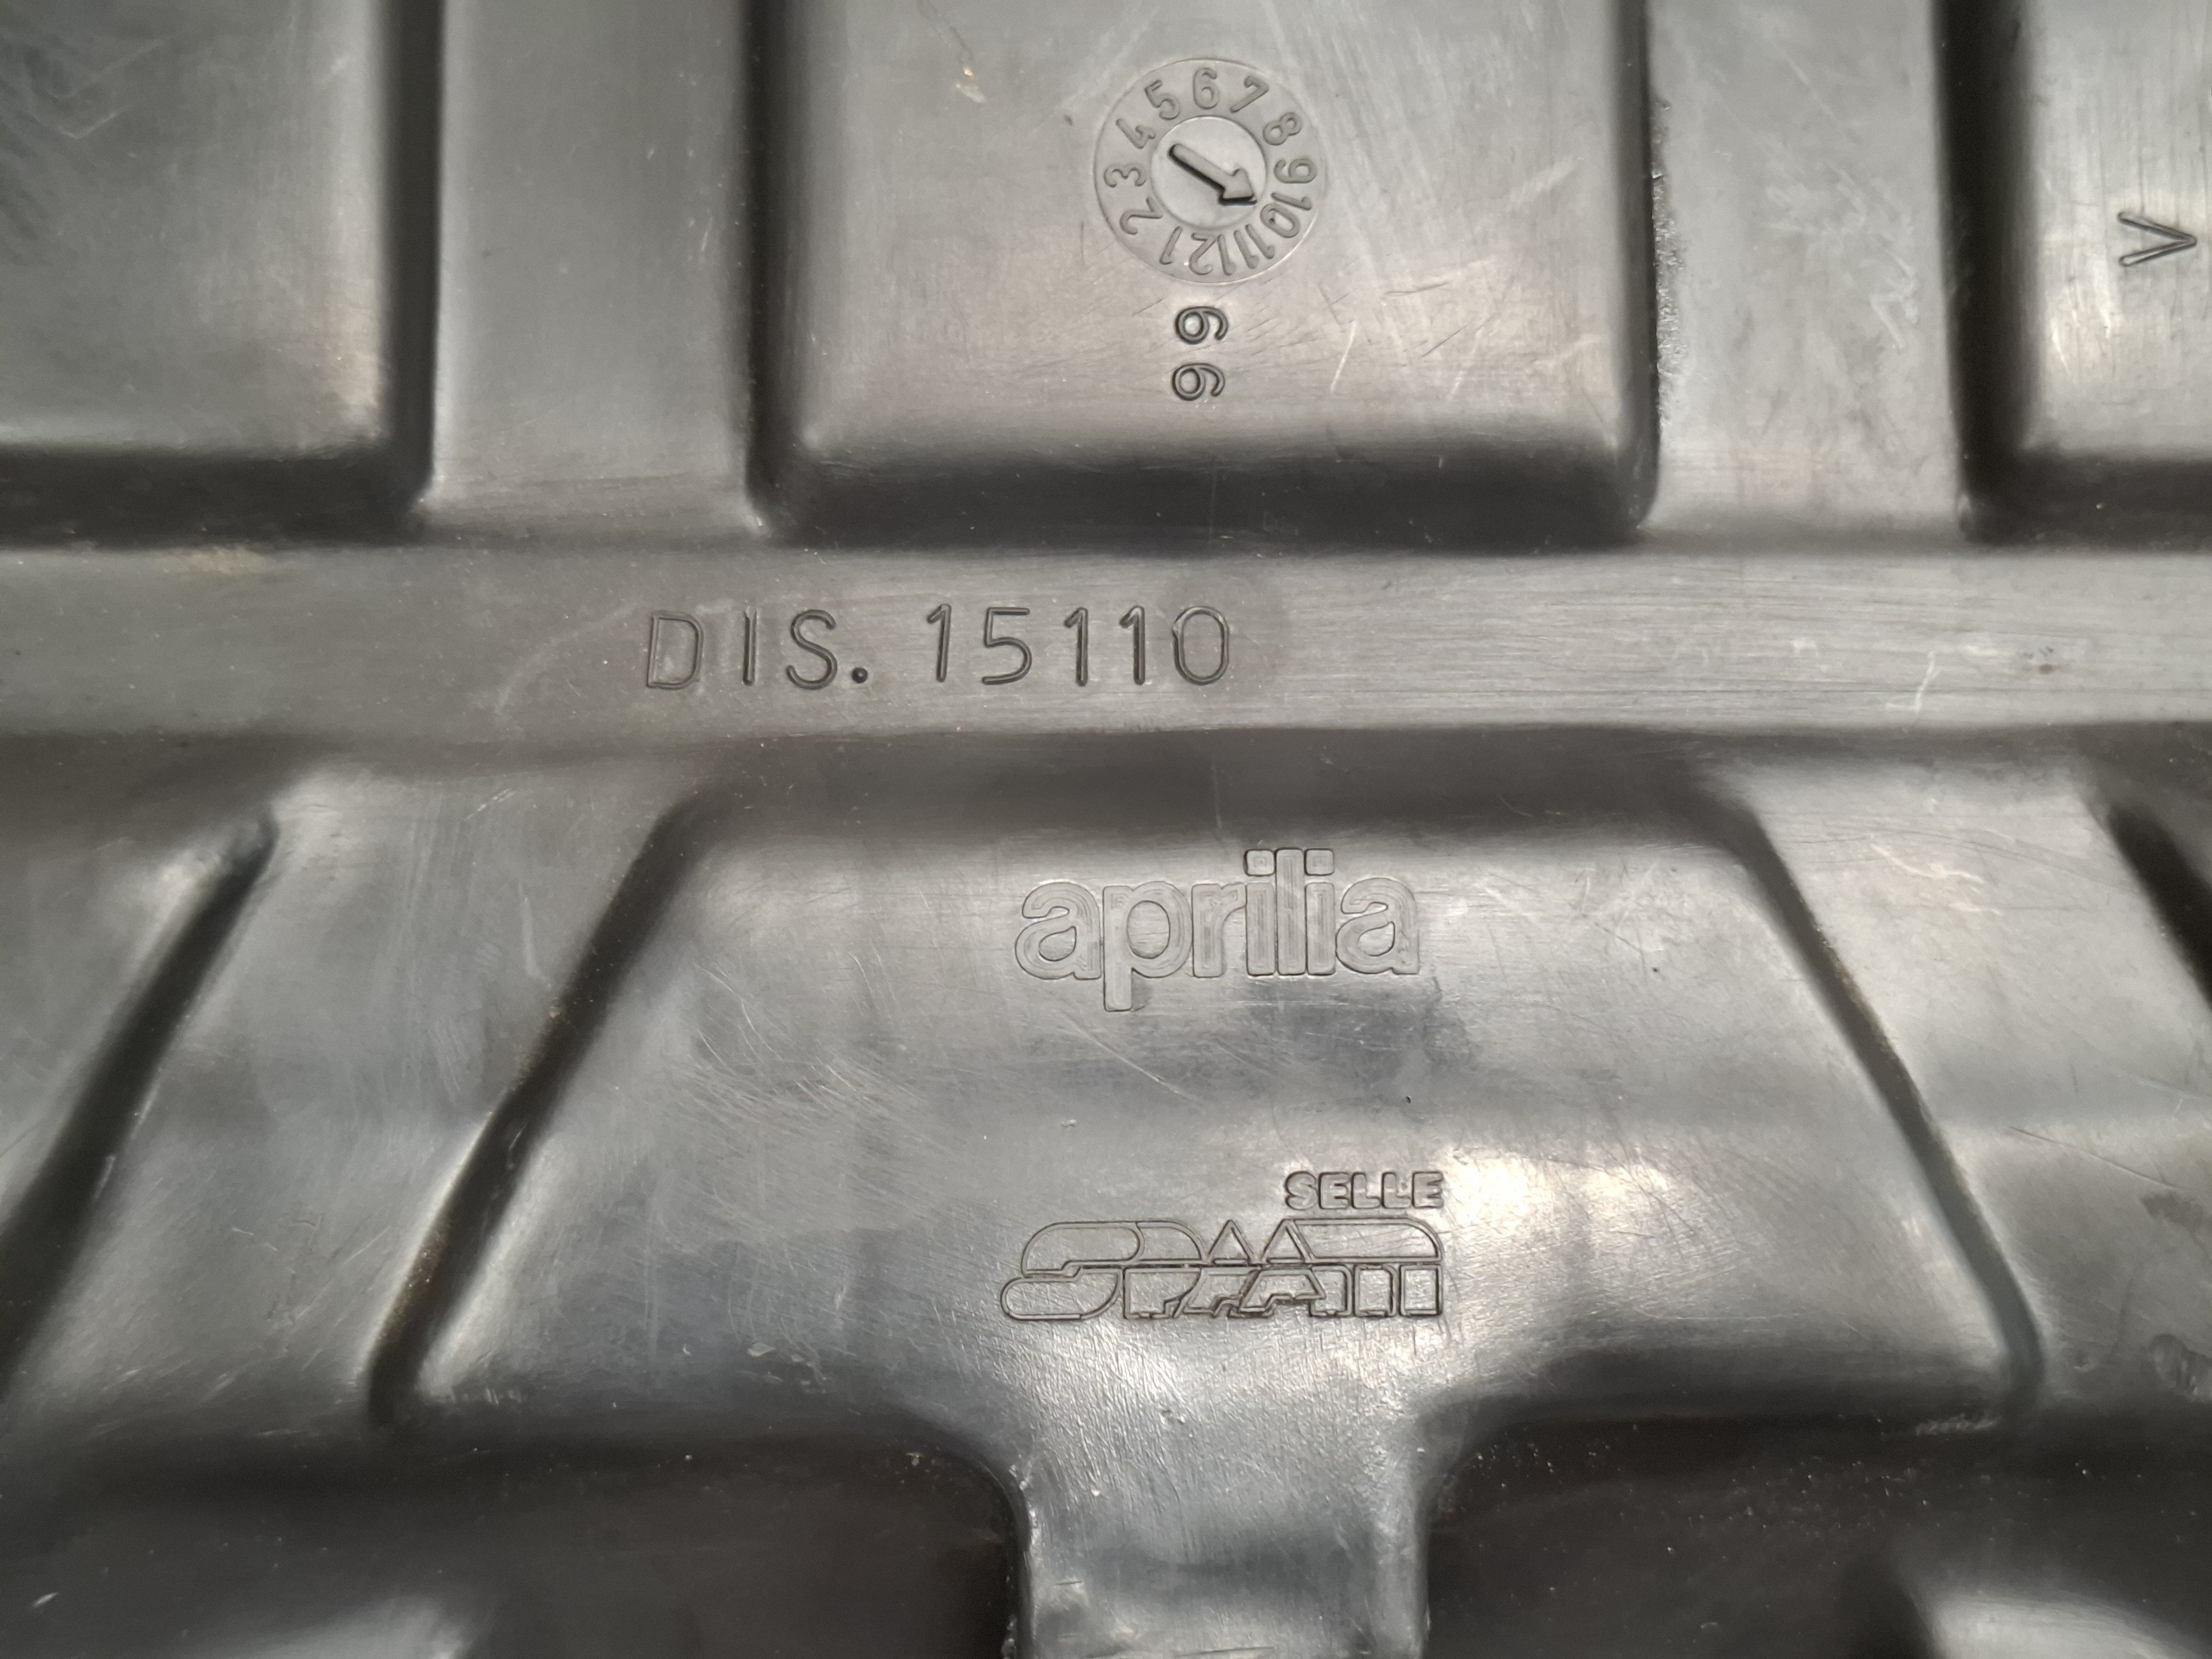 1 2 3 4 5 6 7 8 9 10 11 12
99
DIS. 15110
aprilia
SELLE